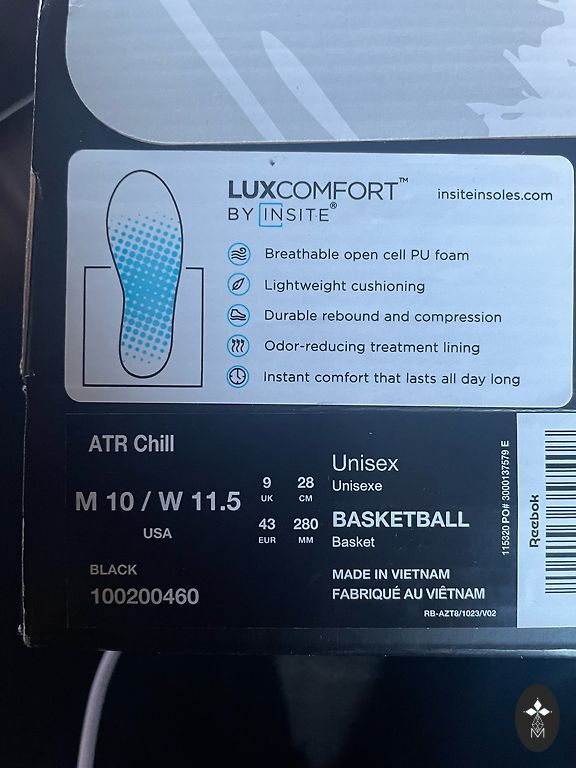 LUXCOMFORT™
BY INSITE®
insiteinsoles.com
Breathable open cell PU foam
Lightweight cushioning
Durable rebound and compression
Odor-reducing treatment lining
Instant comfort that lasts all day long
ATR Chill
M 10 / W 11.5
USA
9
UK
28
CM
43
EUR
280
MM
BLACK
100200460
Unisex
Unisexe
BASKETBALL
Basket
MADE IN VIETNAM
FABRIQUÉ AU VIÊTNAM
RB-AZT8/1023/V02
115320 PO# 3000137579 E
Reebok
M